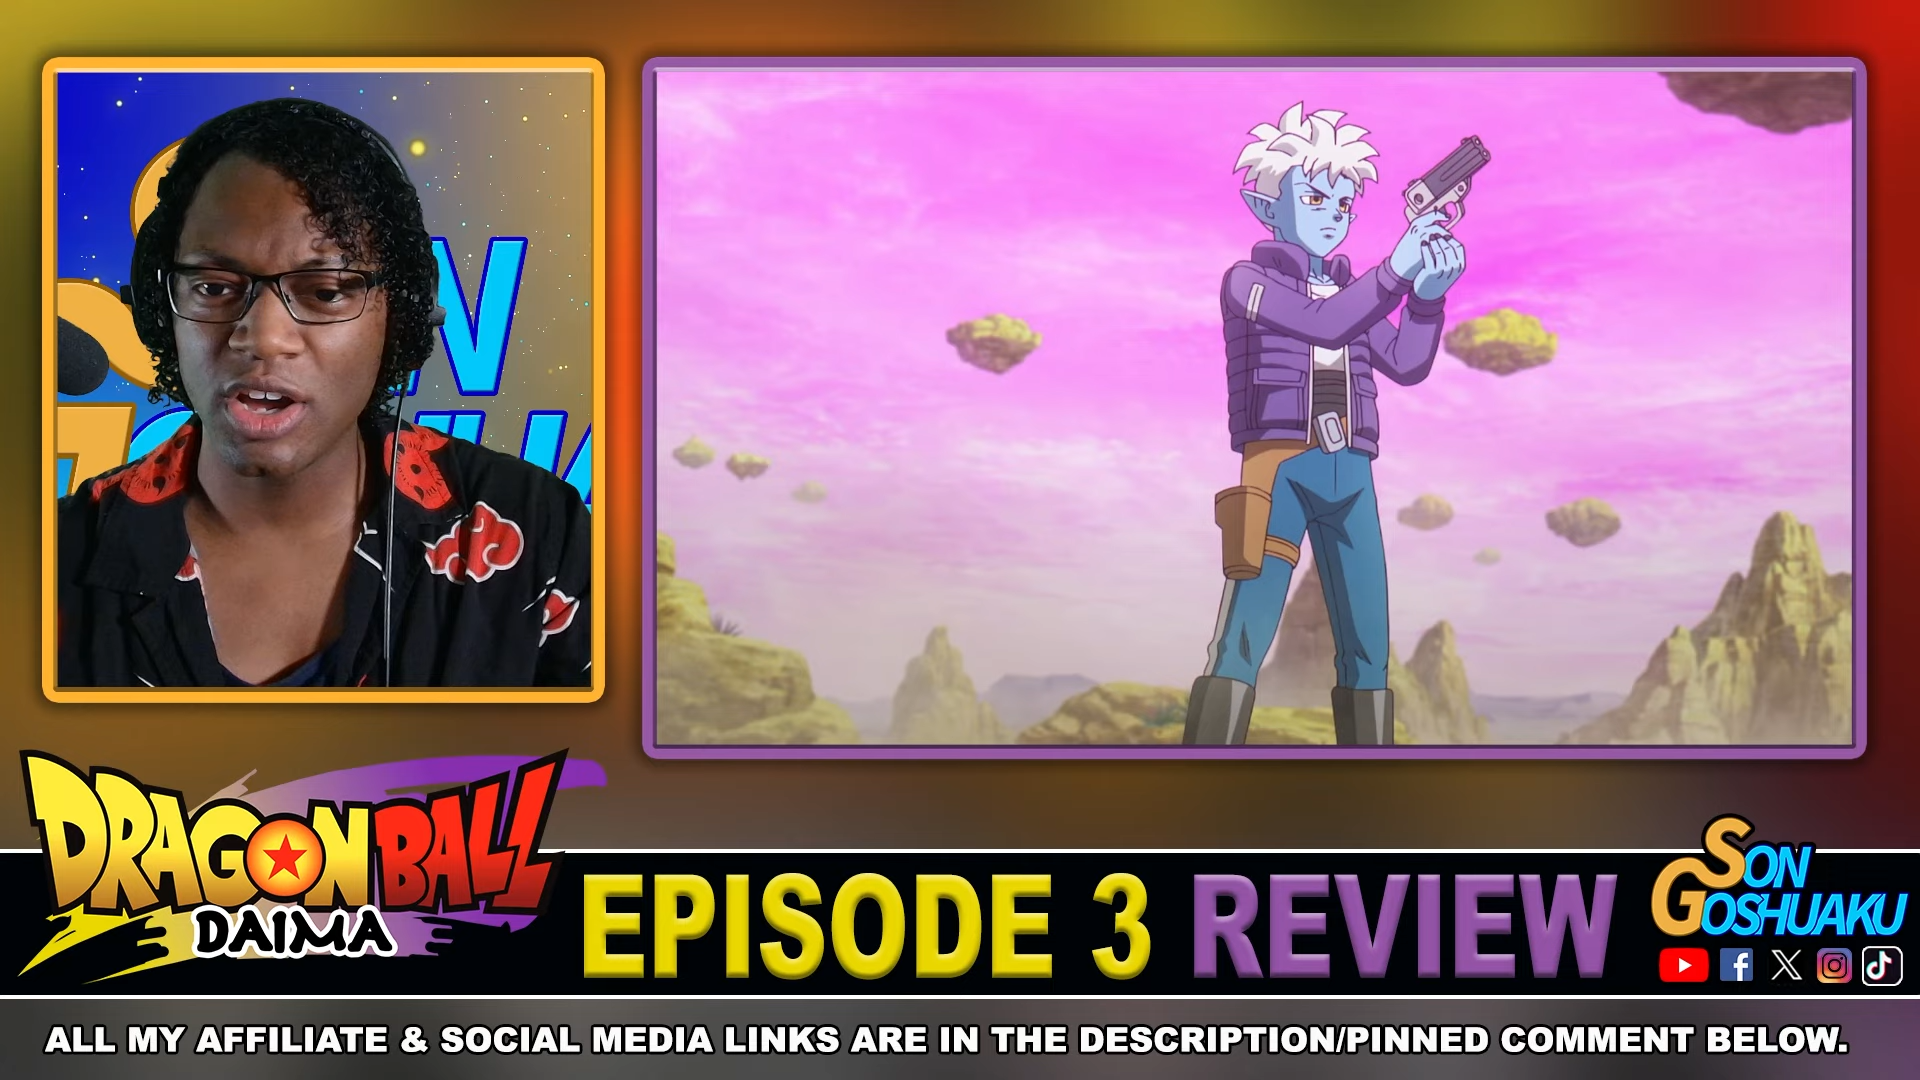 DRAGON BALL
DAIMA
EPISODE 3 REVIEW
SON
GOSHUAKU
ALL MY AFFILIATE & SOCIAL MEDIA LINKS ARE IN THE DESCRIPTION/PINNED COMMENT BELOW.